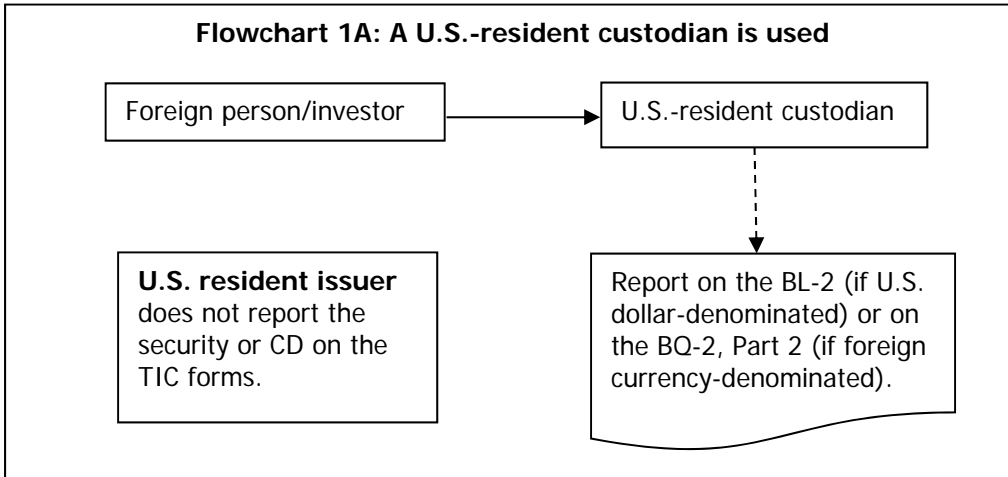 Flowchart 1A: A U.S.-resident custodian is used
Foreign person/investor
U.S.-resident custodian
U.S. resident issuer
does not report the
security or CD on the
TIC forms.
Report on the BL-2 (if U.S.
dollar-denominated) or on
the BQ-2, Part 2 (if foreign
currency-denominated).